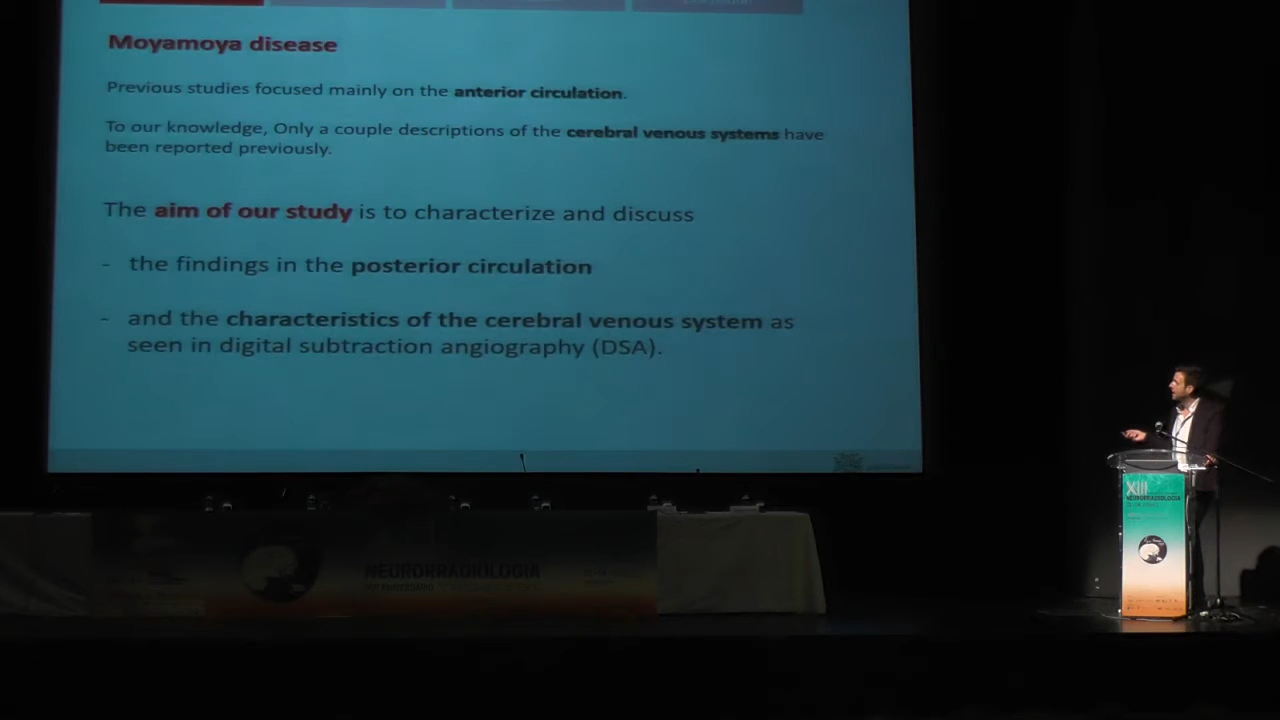 Moyamoya disease
Previous studies focused mainly on the anterior circulation.
To our knowledge, Only a couple descriptions of the cerebral venous systems have
been reported previously.
The aim of our study is to characterize and discuss
- the findings in the posterior circulation
- and the characteristics of the cerebral venous system as
seen in digital subtraction angiography (DSA).
XIII
NEURORRADIOLOGIA
NEURORRADIOLOGIA